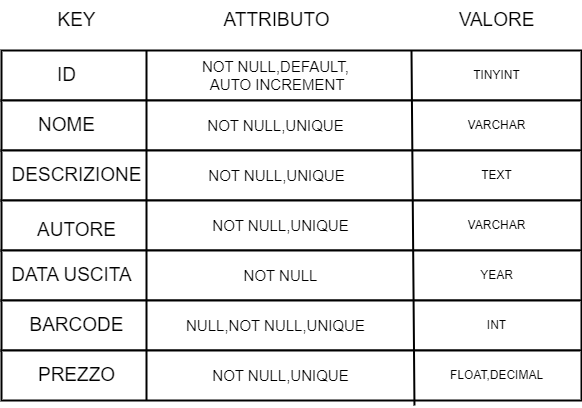 KEY ATTRIBUTO VALORE
ID NOT NULL,DEFAULT, AUTO INCREMENT TINYINT
NOME NOT NULL,UNIQUE VARCHAR
DESCRIZIONE NOT NULL,UNIQUE TEXT
AUTORE NOT NULL,UNIQUE VARCHAR
DATA USCITA NOT NULL YEAR
BARCODE NULL,NOT NULL,UNIQUE INT
PREZZO NOT NULL,UNIQUE FLOAT,DECIMAL